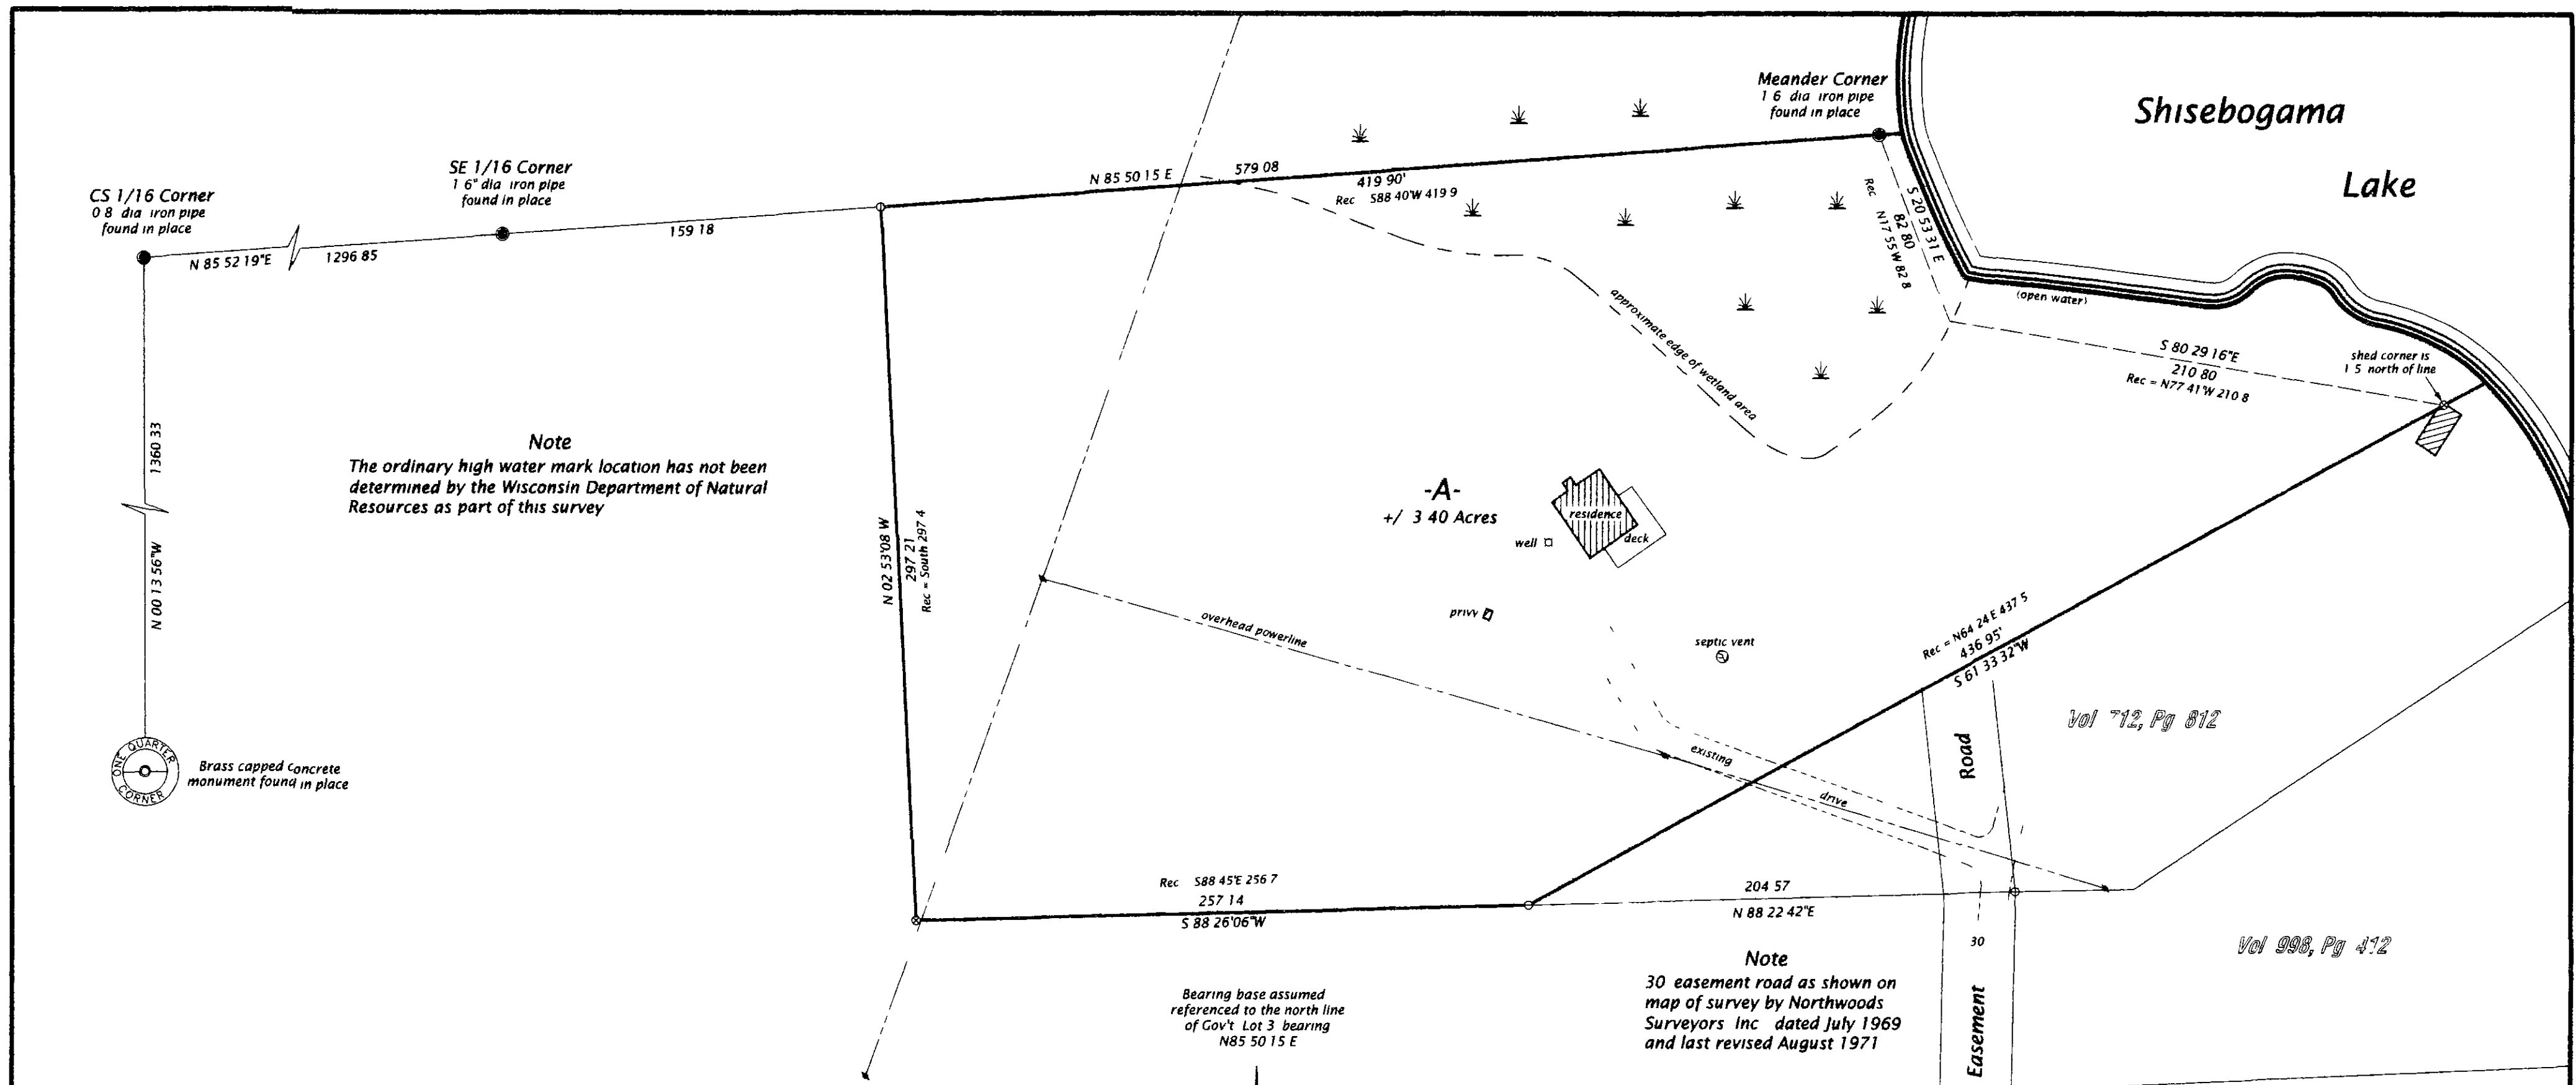 Shisebogama
Lake
Meander Corner
1 6 dia iron pipe
found in place
SE 1/16 Corner
1 6" dia iron pipe
found in place
CS 1/16 Corner
0 8 dia iron pipe
found in place
N 85 52 19"E
1296 85
159 18
N 85 50 15 E
579 08
419 90'
Rec S88 40'W 419 9
S 20 53 31 E
82 80
Rec N17 55'W 82 8
(open water)
approximate edge of wetland area
S 80 29 16"E
210 80
Rec = N77 41'W 210 8
shed corner is
1 5 north of line
1360 33
N 00 13 56"W
Note
The ordinary high water mark location has not been
determined by the Wisconsin Department of Natural
Resources as part of this survey
N 02 53'08 W
297 21
Rec = South 297 4
-A-
+/ 3 40 Acres
residence
deck
well
privy
septic vent
overhead powerline
Rec = N64 24 E 437 5
436 95'
S 61 33 32"W
Vol 712, Pg 812
existing
drive
Road
ONE QUARTER
CORNER
Brass capped concrete
monument found in place
Rec S88 45'E 256 7
257 14
S 88 26'06"W
204 57
N 88 22 42"E
30
Easement
Vol 998, Pg 412
Note
30 easement road as shown on
map of survey by Northwoods
Surveyors Inc dated July 1969
and last revised August 1971
Bearing base assumed
referenced to the north line
of Gov't Lot 3 bearing
N85 50 15 E